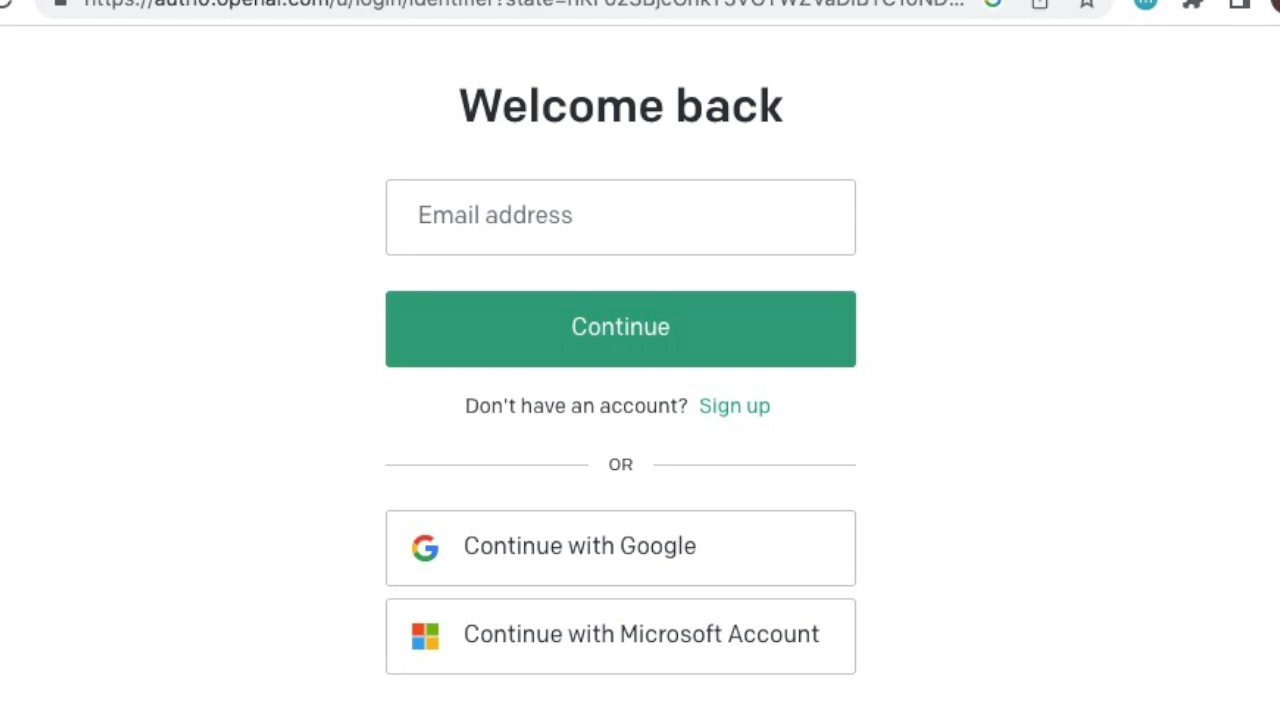 Welcome back
Email address
Continue
Don't have an account? Sign up
OR
Continue with Google
Continue with Microsoft Account